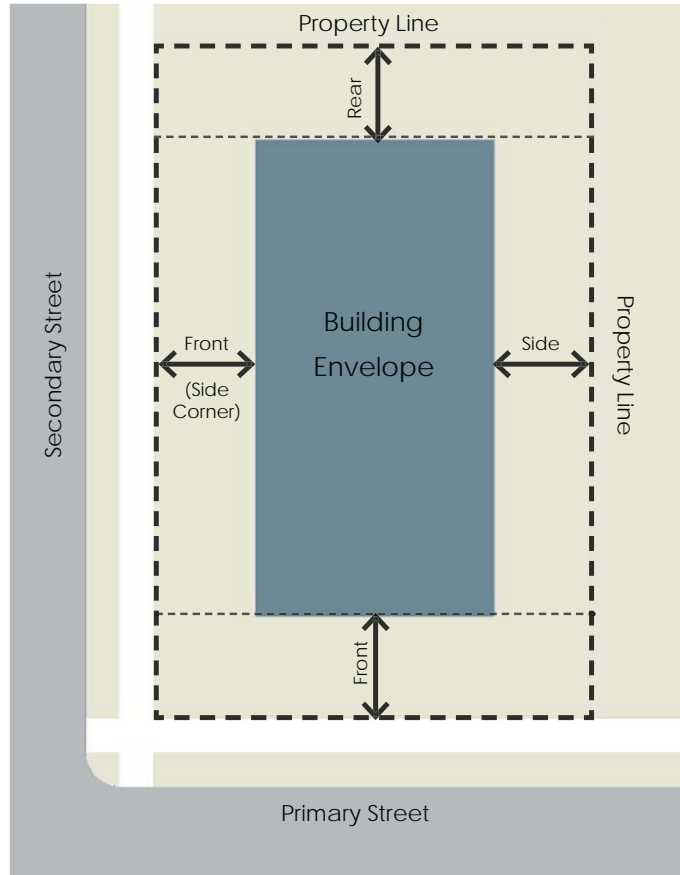 Property Line
Rear
Secondary Street
Building
Envelope
Front
(Side
Corner)
Side
Property Line
Front
Primary Street